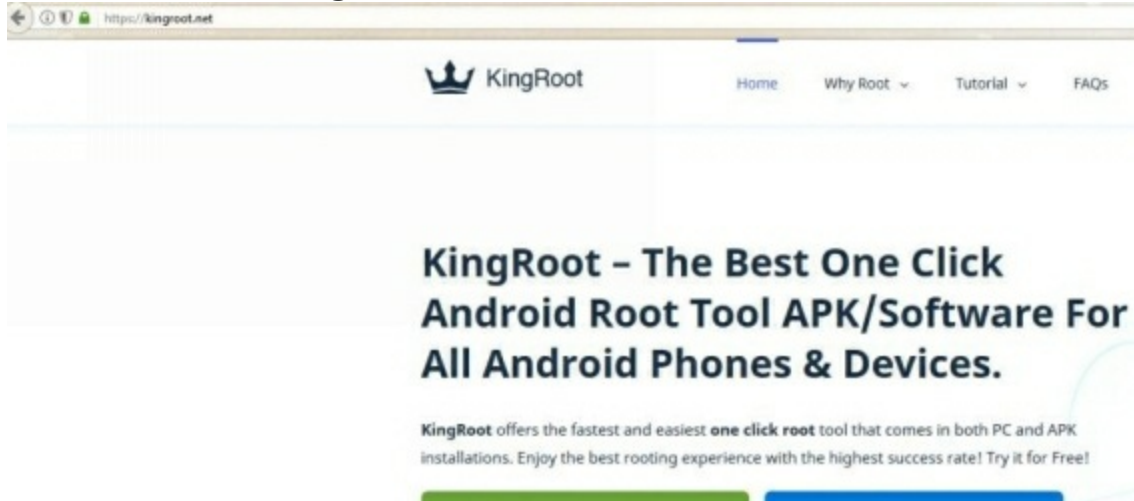 https://kingroot.net
KingRoot
Home Why Root Tutorial FAQs
KingRoot – The Best One Click
Android Root Tool APK/Software For
All Android Phones & Devices.
KingRoot offers the fastest and easiest one click root tool that comes in both PC and APK
installations. Enjoy the best rooting experience with the highest success rate! Try it for Free!